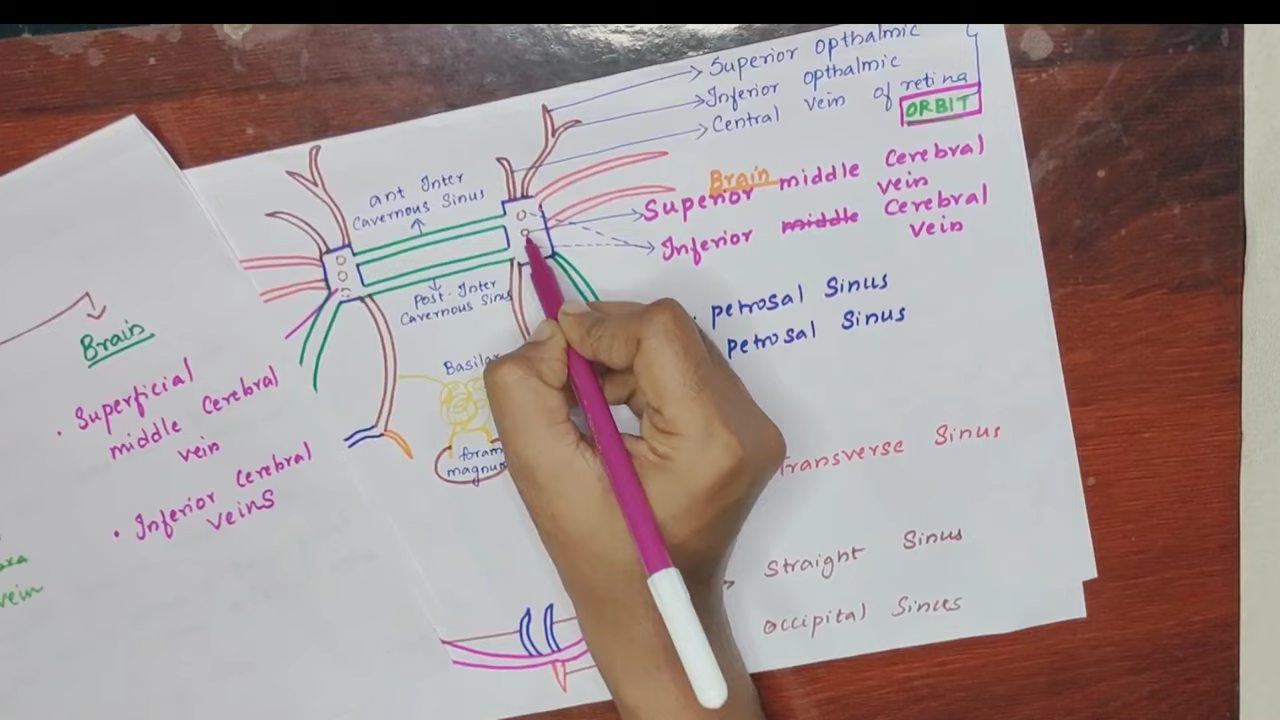 Brain
. Superficial
middle cerebral
vein
. Inferior cerebral
veins
vein
ant Inter
Cavernous Sinus
Post. Inter
Cavernous Sinus
Basilar
foram
magnum
Superior opthalmic
Inferior opthalmic
Central vein of retina
ORBIT
Brain
Superior middle cerebral
vein
Inferior middle cerebral
vein
petrosal Sinus
petrosal Sinus
Transverse Sinus
Straight Sinus
occipital Sinus